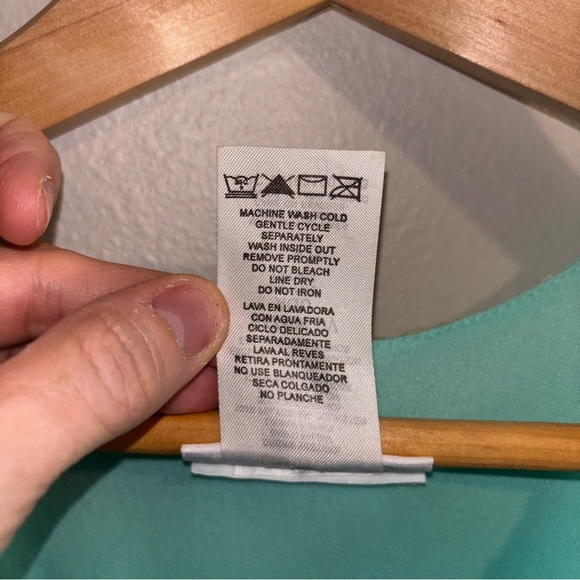 MACHINE WASH COLD
GENTLE CYCLE
SEPARATELY
WASH INSIDE OUT
REMOVE PROMPTLY
DO NOT BLEACH
LINE DRY
DO NOT IRON
LAVA EN LAVADORA
CON AGUA FRIA
CICLO DELICADO
SEPARADAMENTE
LAVA AL REVES
RETIRA PRONTAMENTE
NO USE BLANQUEADOR
SECA COLGADO
NO PLANCHE